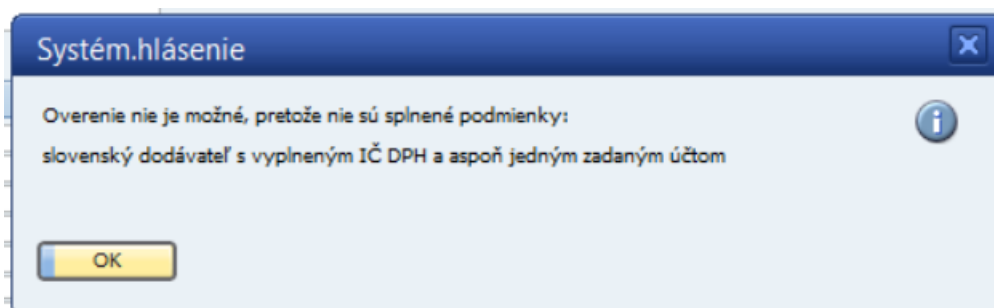 Systém.hlásenie
Overenie nie je možné, pretože nie sú splnené podmienky:
slovenský dodávateľ s vyplneným IČ DPH a aspoň jedným zadaným účtom
OK